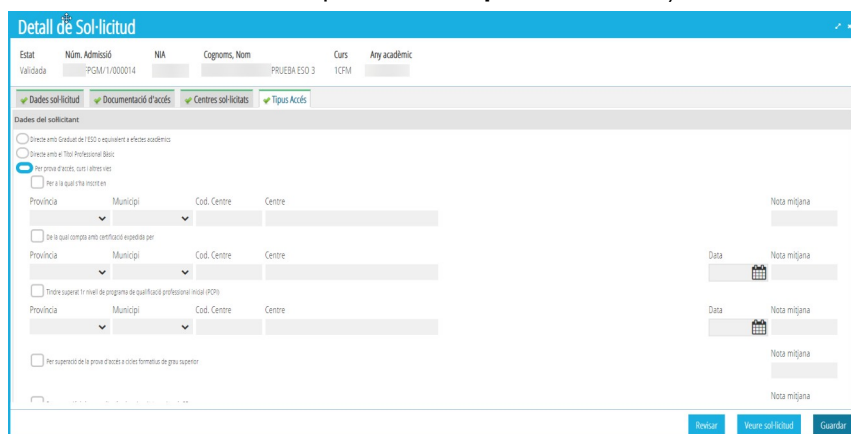 Detall de Sol·licitud
Estat Núm. Admissió NIA Cognoms, Nom Curs Any acadèmic
Validada PGM/1/000014 PRUEBA ESO 3 1CFM
Dades sol·licitud Documentació d'accés Centres sol·licitats Tipus Accés
Dades del sol·licitant
Directe amb Graduat de l'ESO o equivalent a efectes acadèmics
Directe amb el Títol Professional Bàsic
Per prova d'accés, curs i altres vies
Per a la qual s'ha inscrit en
Província Municipi Cod. Centre Centre Nota mitjana
De la qual compta amb certificació expedida per
Província Municipi Cod. Centre Centre Data Nota mitjana
Tindre superat 1r nivell de programa de qualificació professional inicial (PCPI)
Província Municipi Cod. Centre Centre Data Nota mitjana
Per superació de la prova d'accés a cicles formatius de grau superior
Nota mitjana
Nota mitjana
Revisar Veure sol·licitud Guardar